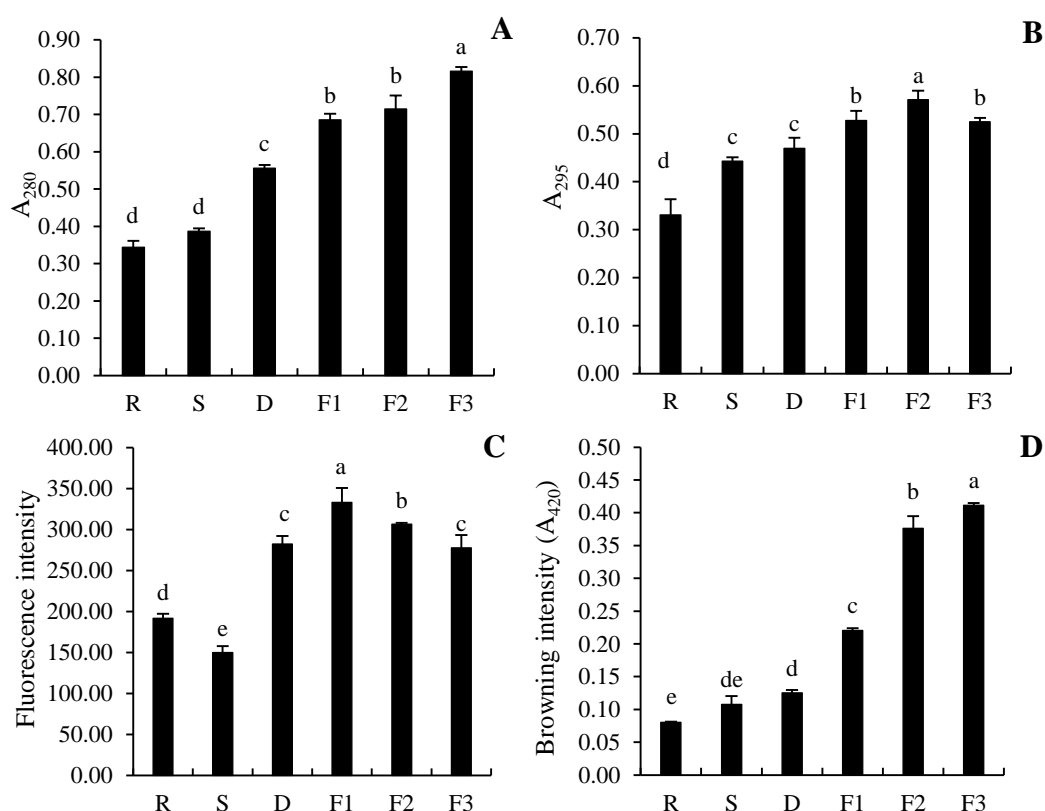 A
0.90
0.80
0.70
0.60
0.50
0.40
0.30
0.20
0.10
0.00
A280
d
d
c
b
b
a
R S D F1 F2 F3
B
0.70
0.60
0.50
0.40
0.30
0.20
0.10
0.00
A295
d
c
c
b
a
b
R S D F1 F2 F3
C
400.00
350.00
300.00
250.00
200.00
150.00
100.00
50.00
0.00
Fluorescence intensity
d
e
c
a
b
c
R S D F1 F2 F3
D
0.50
0.45
0.40
0.35
0.30
0.25
0.20
0.15
0.10
0.05
0.00
Browning intensity (A420)
e
de
d
c
b
a
R S D F1 F2 F3